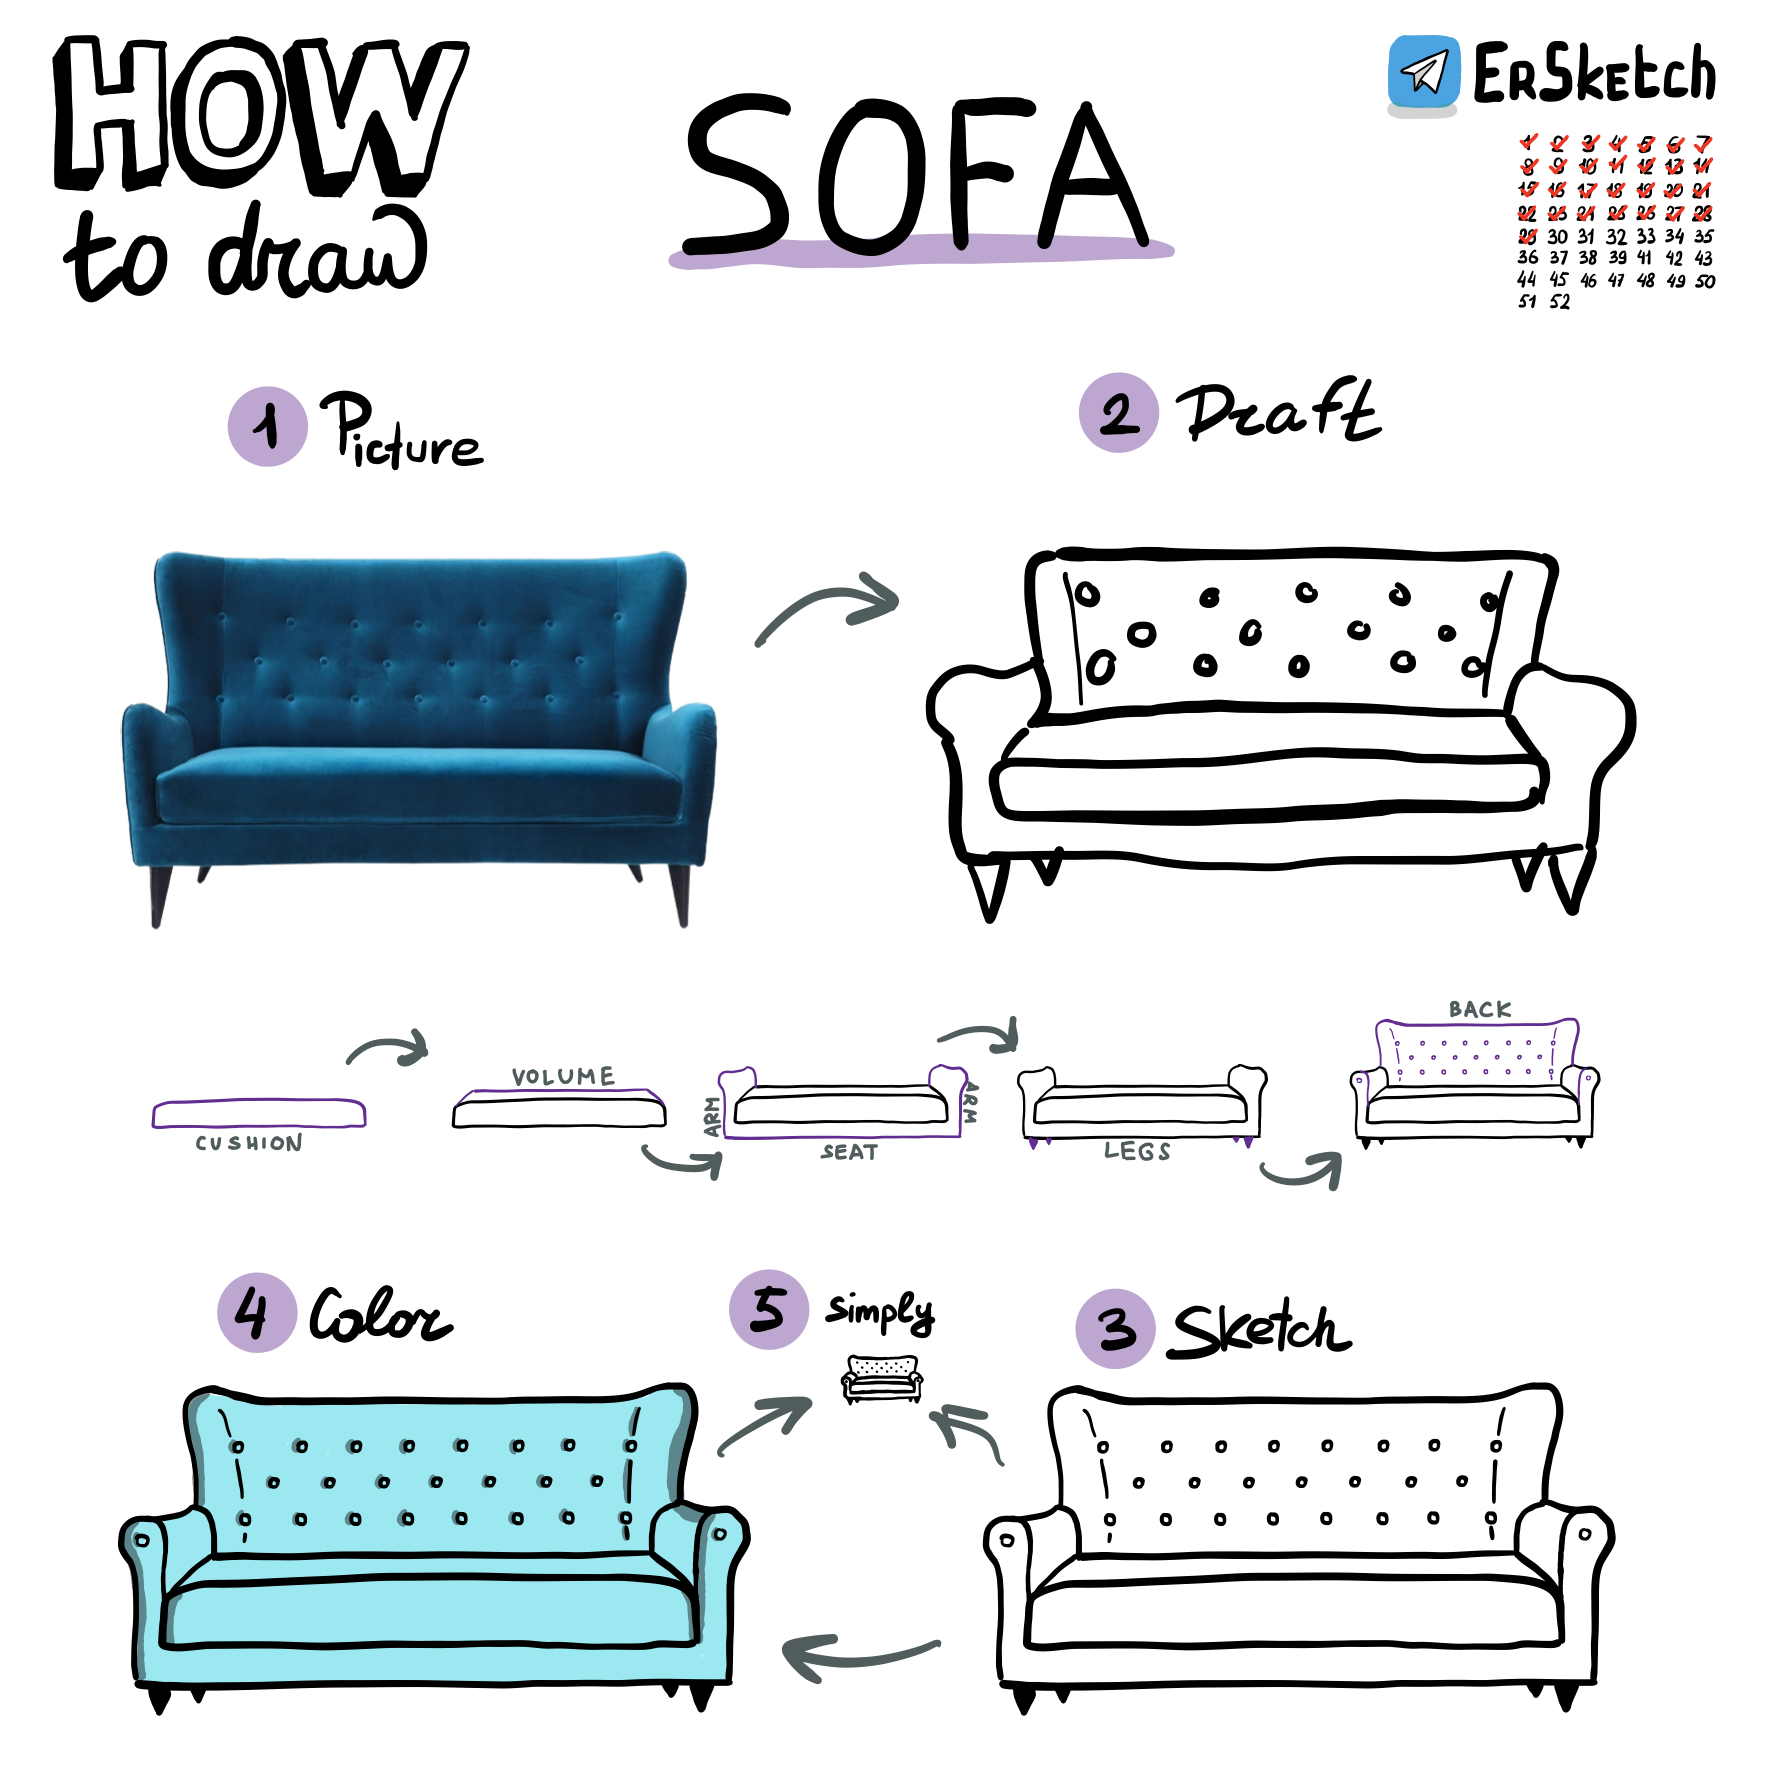 HOW
to draw
SOFA
ErSketch
1 2 3 4 5 6 7
8 9 10 11 12 13 14
15 16 17 18 19 20 21
22 23 24 25 26 27 28
29 30 31 32 33 34 35
36 37 38 39 41 42 43
44 45 46 47 48 49 50
51 52
1 Picture
2 Draft
CUSHION
VOLUME
ARM
SEAT
ARM
LEGS
BACK
4 Color
5 Simply
3 Sketch